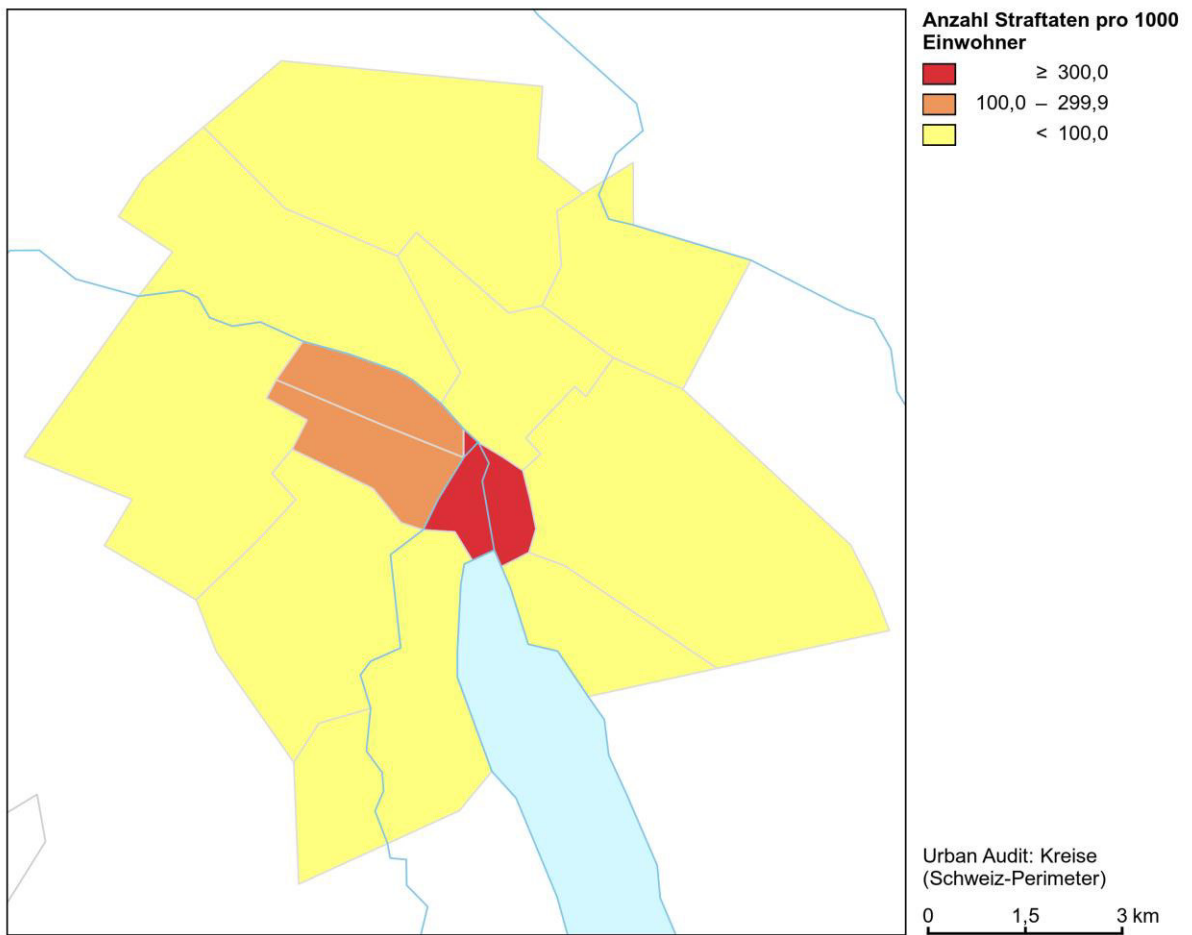 Anzahl Straftaten pro 1000
Einwohner
≥ 300,0
100,0 – 299,9
< 100,0
Urban Audit: Kreise
(Schweiz-Perimeter)
0 1,5 3 km